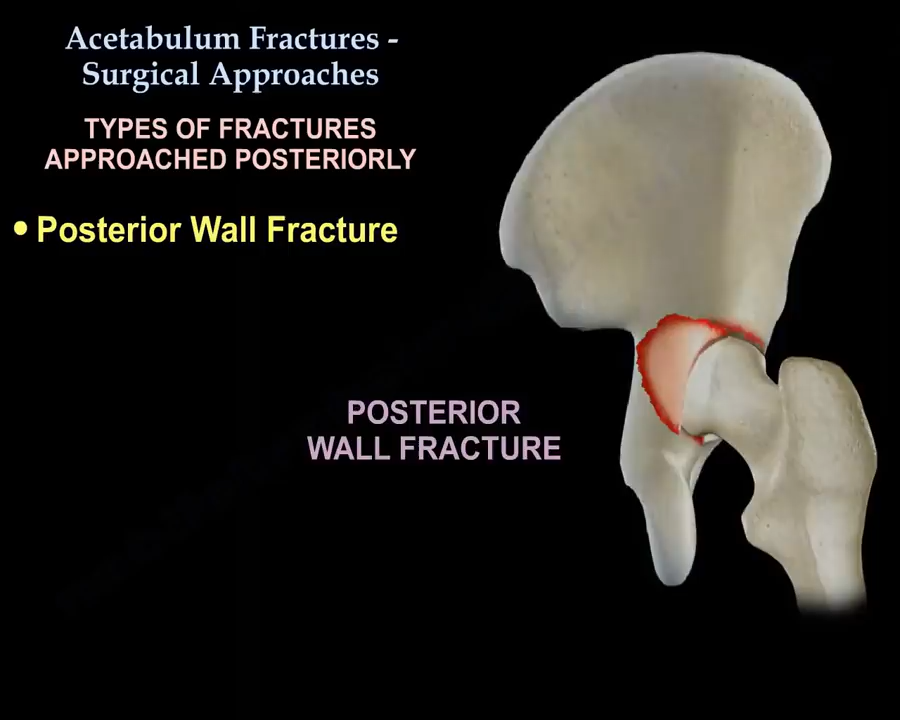 Acetabulum Fractures -
Surgical Approaches
TYPES OF FRACTURES
APPROACHED POSTERIORLY
• Posterior Wall Fracture
POSTERIOR
WALL FRACTURE